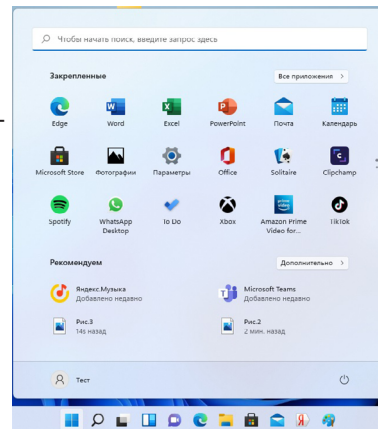 Чтобы начать поиск, введите запрос здесь
Закрепленные
Все приложения >
Edge
Word
Excel
PowerPoint
Почта
Календарь
Microsoft Store
Фотографии
Параметры
Office
Solitaire
Clipchamp
Spotify
WhatsApp
Desktop
To Do
Xbox
Amazon Prime
Video for...
TikTok
Рекомендуем
Дополнительно >
Яндекс.Музыка
Добавлено недавно
Microsoft Teams
Добавлено недавно
Рис.3
14s назад
Рис.2
2 мин. назад
Тест